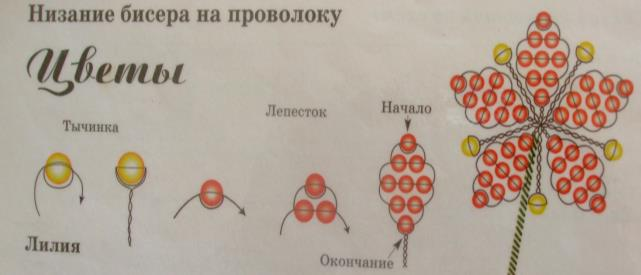 Низание бисера на проволоку
Цветы
Тычинка
Лепесток
Начало
Лилия
Окончание